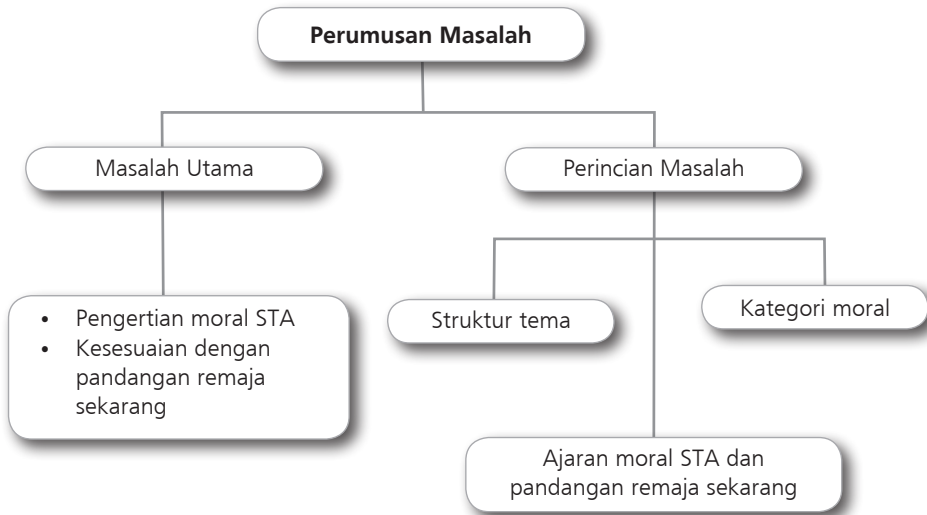 Perumusan Masalah
Masalah Utama
Perincian Masalah
• Pengertian moral STA
• Kesesuaian dengan
pandangan remaja
sekarang
Struktur tema
Kategori moral
Ajaran moral STA dan
pandangan remaja sekarang